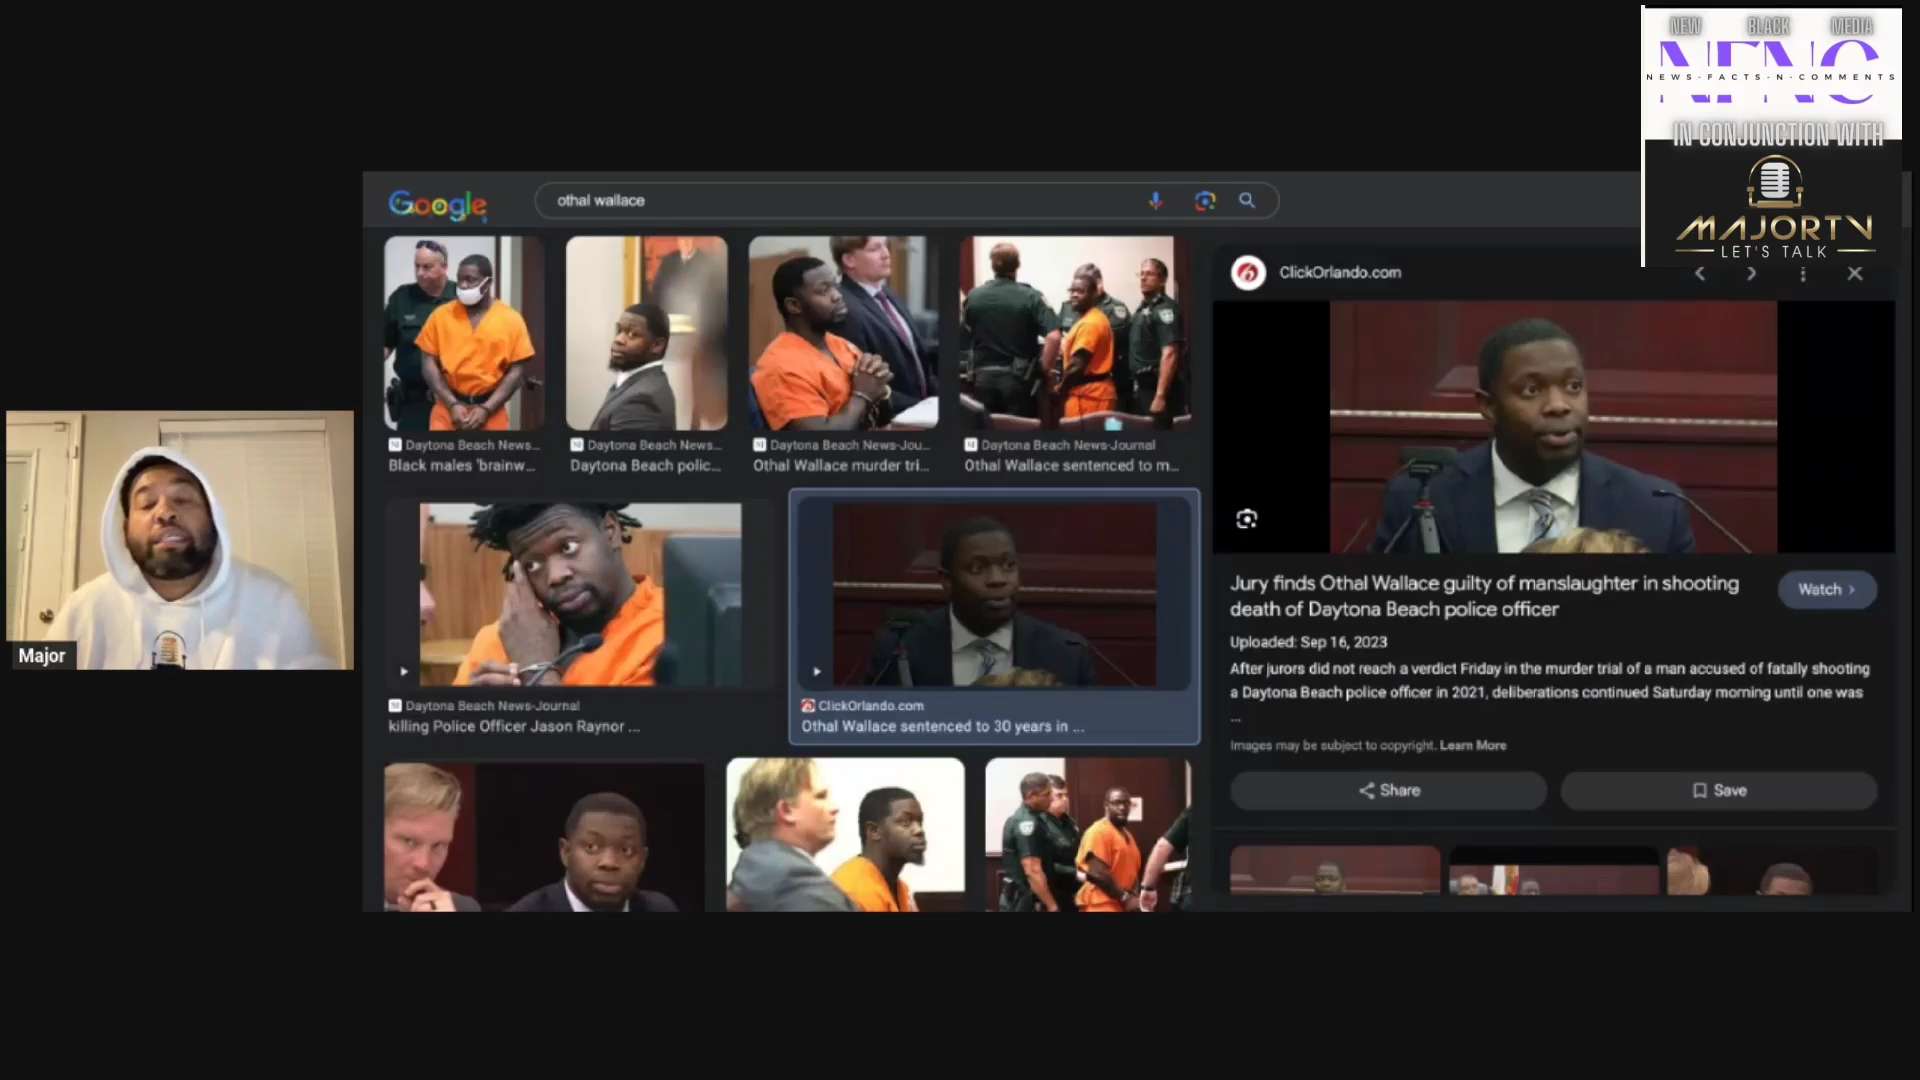 NEW BLACK MEDIA
NFNC
NEWS-FACTS-N-COMMENTS
IN CONJUNCTION WITH
MAJORTV
LET'S TALK
Google
othal wallace
ClickOrlando.com
Daytona Beach News...
Black males 'brainw...
Daytona Beach News...
Daytona Beach polic...
Daytona Beach News-Jou...
Othal Wallace murder tri...
Daytona Beach News-Journal
Othal Wallace sentenced to m...
Daytona Beach News-Journal
killing Police Officer Jason Raynor ...
ClickOrlando.com
Othal Wallace sentenced to 30 years in ...
Jury finds Othal Wallace guilty of manslaughter in shooting
death of Daytona Beach police officer
Watch
Uploaded: Sep 16, 2023
After jurors did not reach a verdict Friday in the murder trial of a man accused of fatally shooting
a Daytona Beach police officer in 2021, deliberations continued Saturday morning until one was
...
Images may be subject to copyright. Learn More
Share
Save
Major